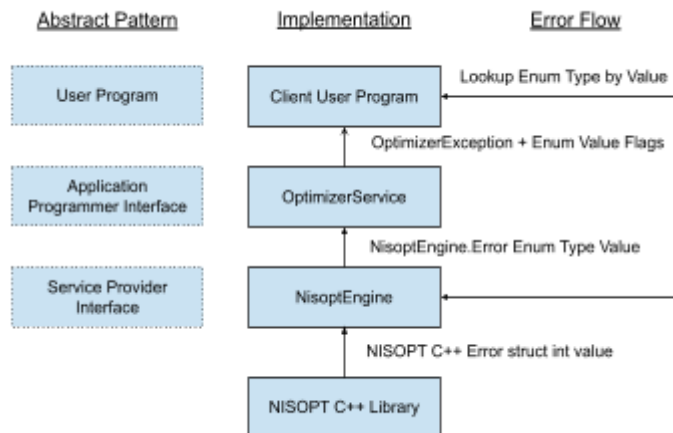 Abstract Pattern
Implementation
Error Flow
User Program
Client User Program
Lookup Enum Type by Value
OptimizerException + Enum Value Flags
Application
Programmer Interface
OptimizerService
NisoptEngine.Error Enum Type Value
Service Provider
Interface
NisoptEngine
NISOPT C++ Error struct int value
NISOPT C++ Library